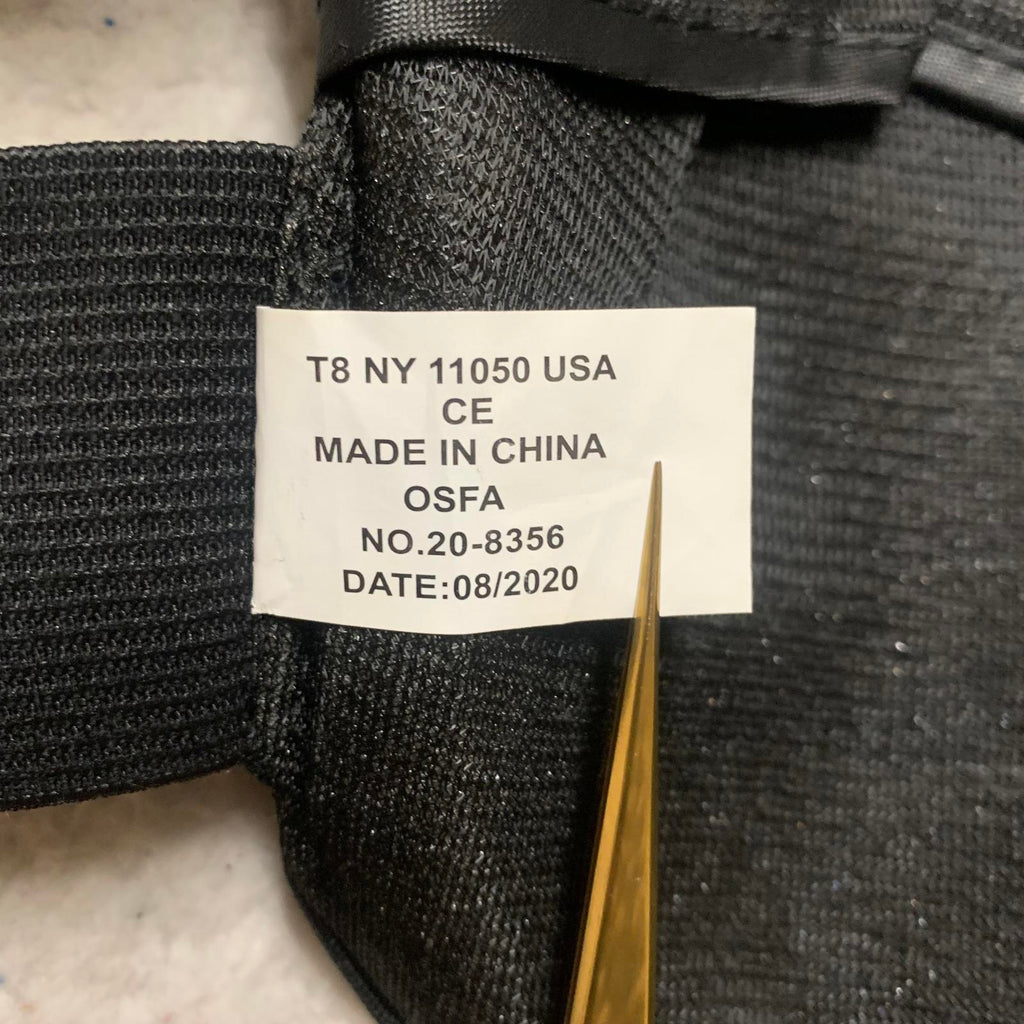 T8 NY 11050 USA
CE
MADE IN CHINA
OSFA
NO.20-8356
DATE:08/2020